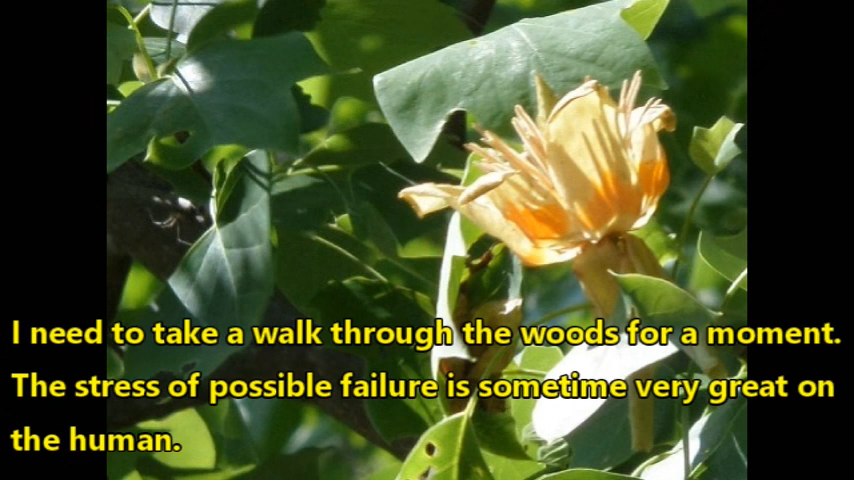 I need to take a walk through the woods for a moment.
The stress of possible failure is sometime very great on
the human.